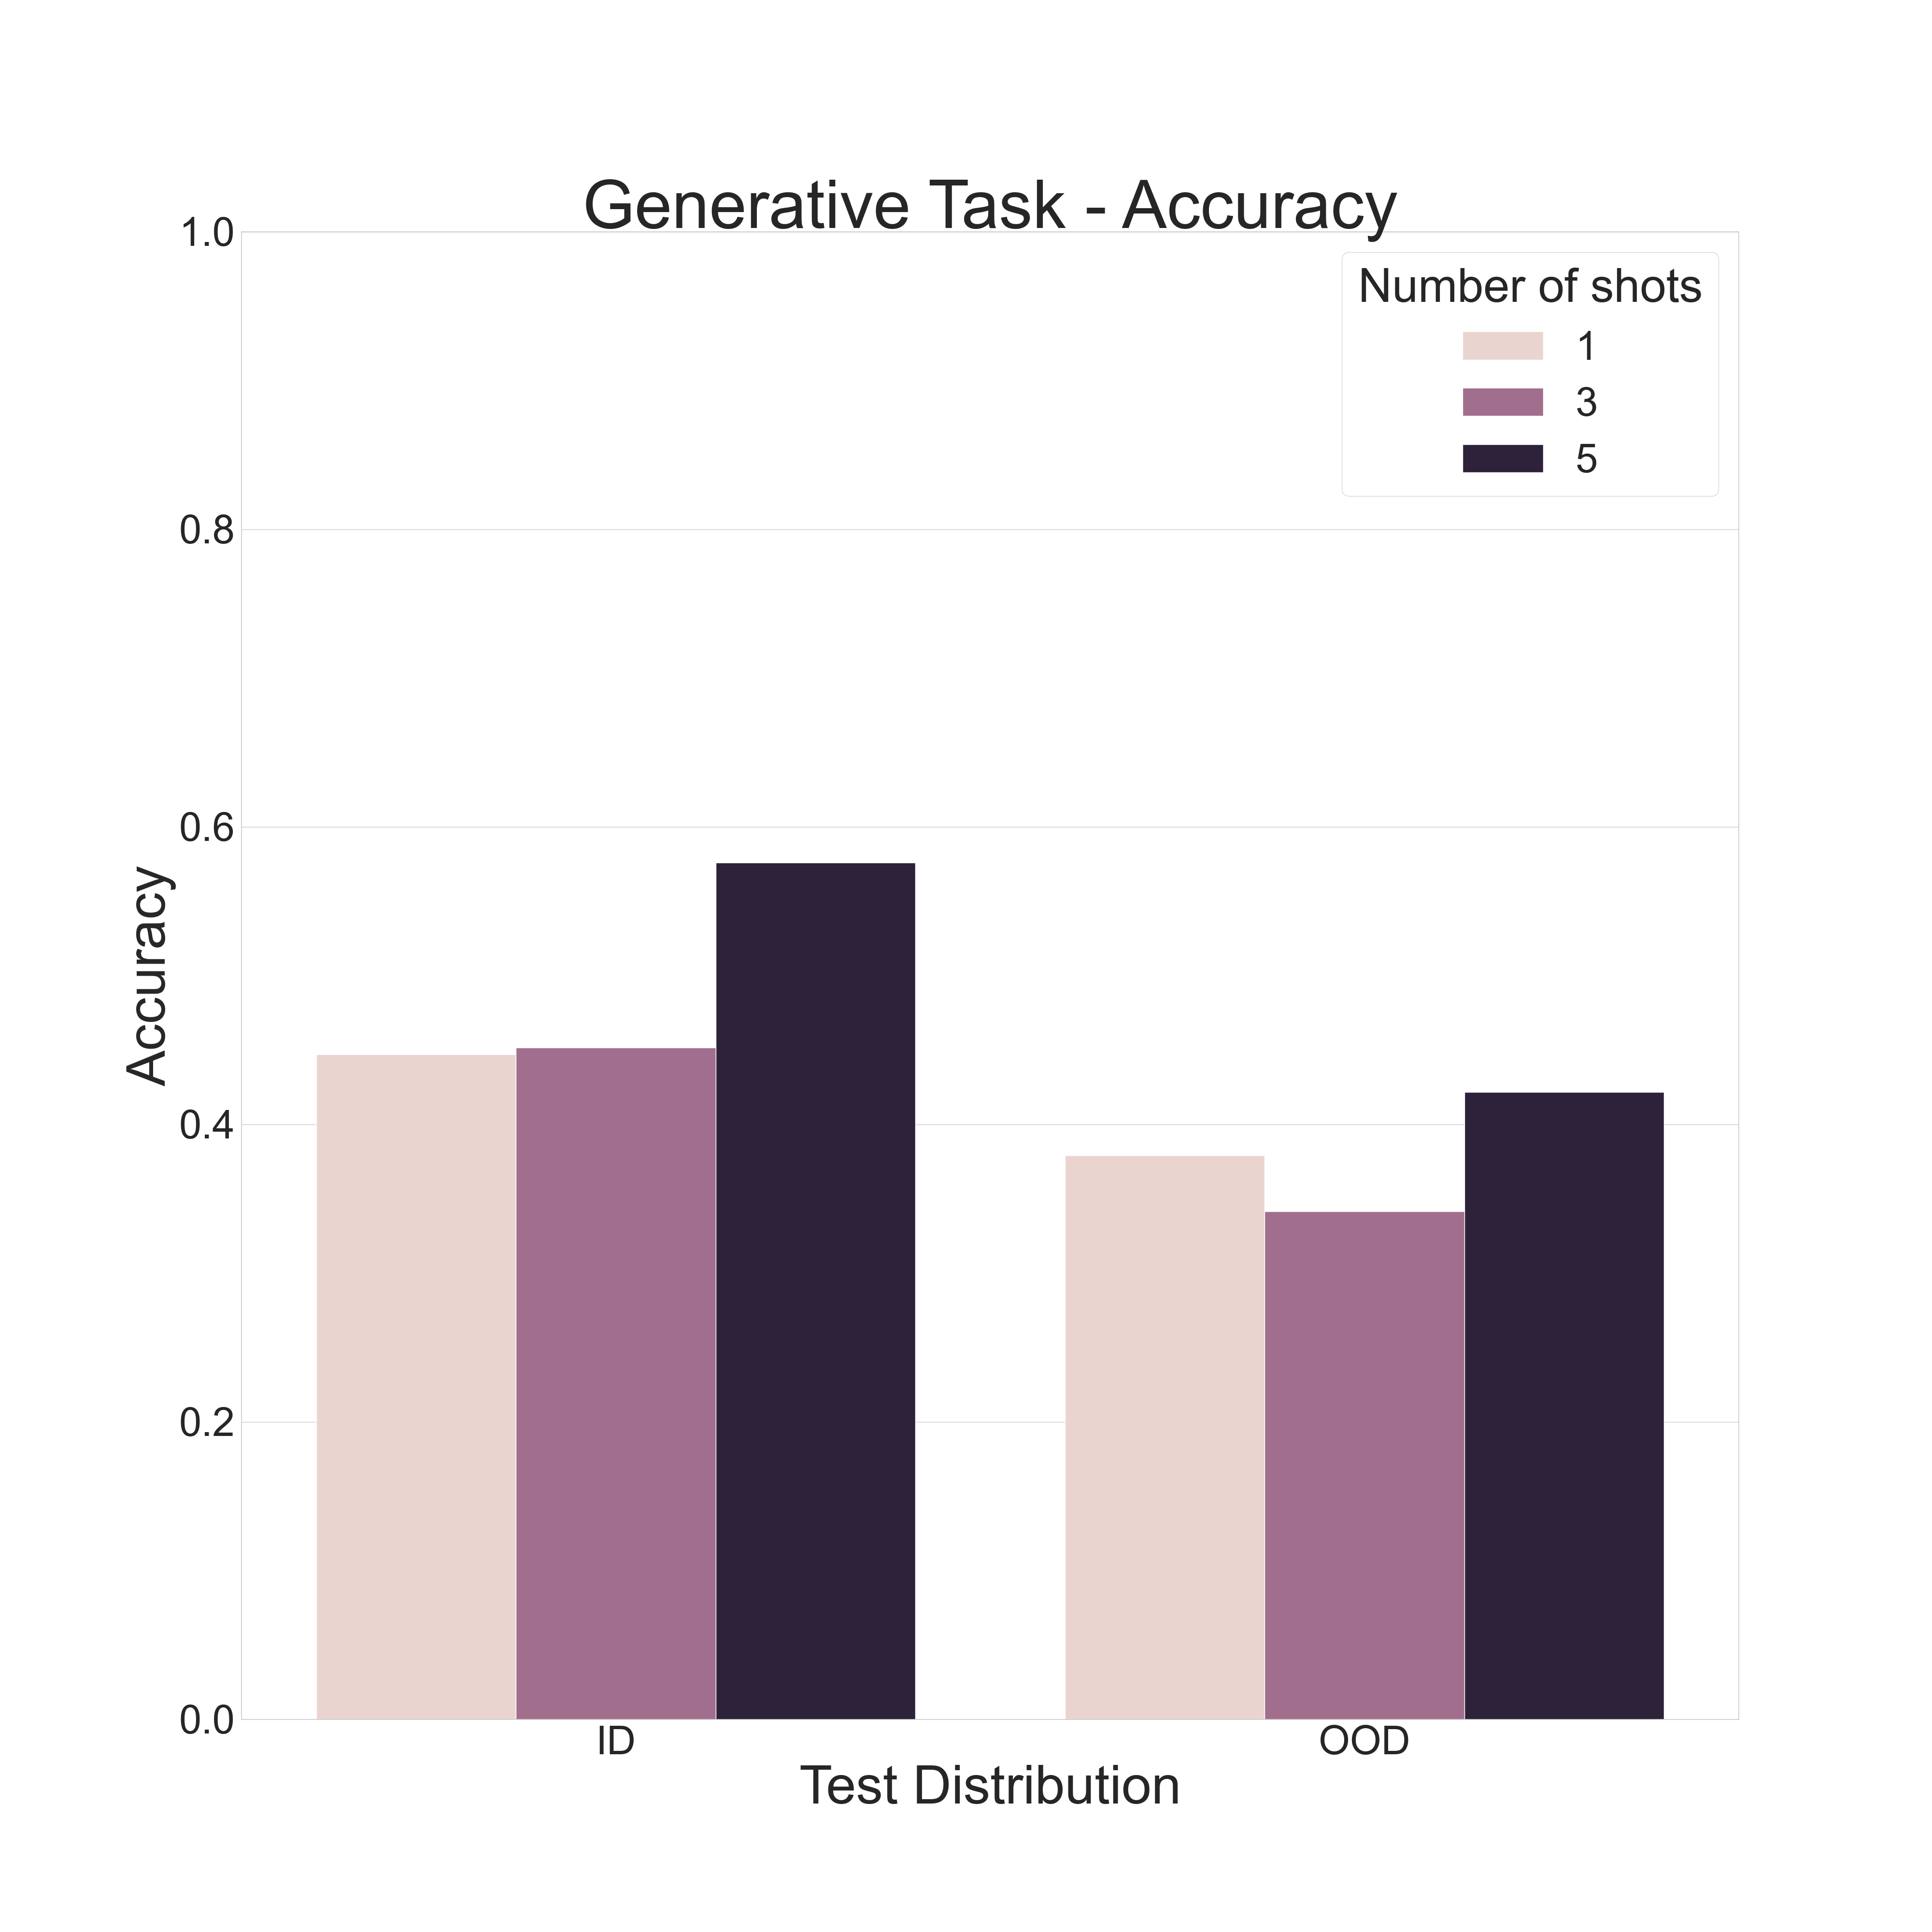 Generative Task - Accuracy
1.0
0.8
0.6
0.4
0.2
0.0
Accuracy
Number of shots
1
3
5
ID
OOD
Test Distribution